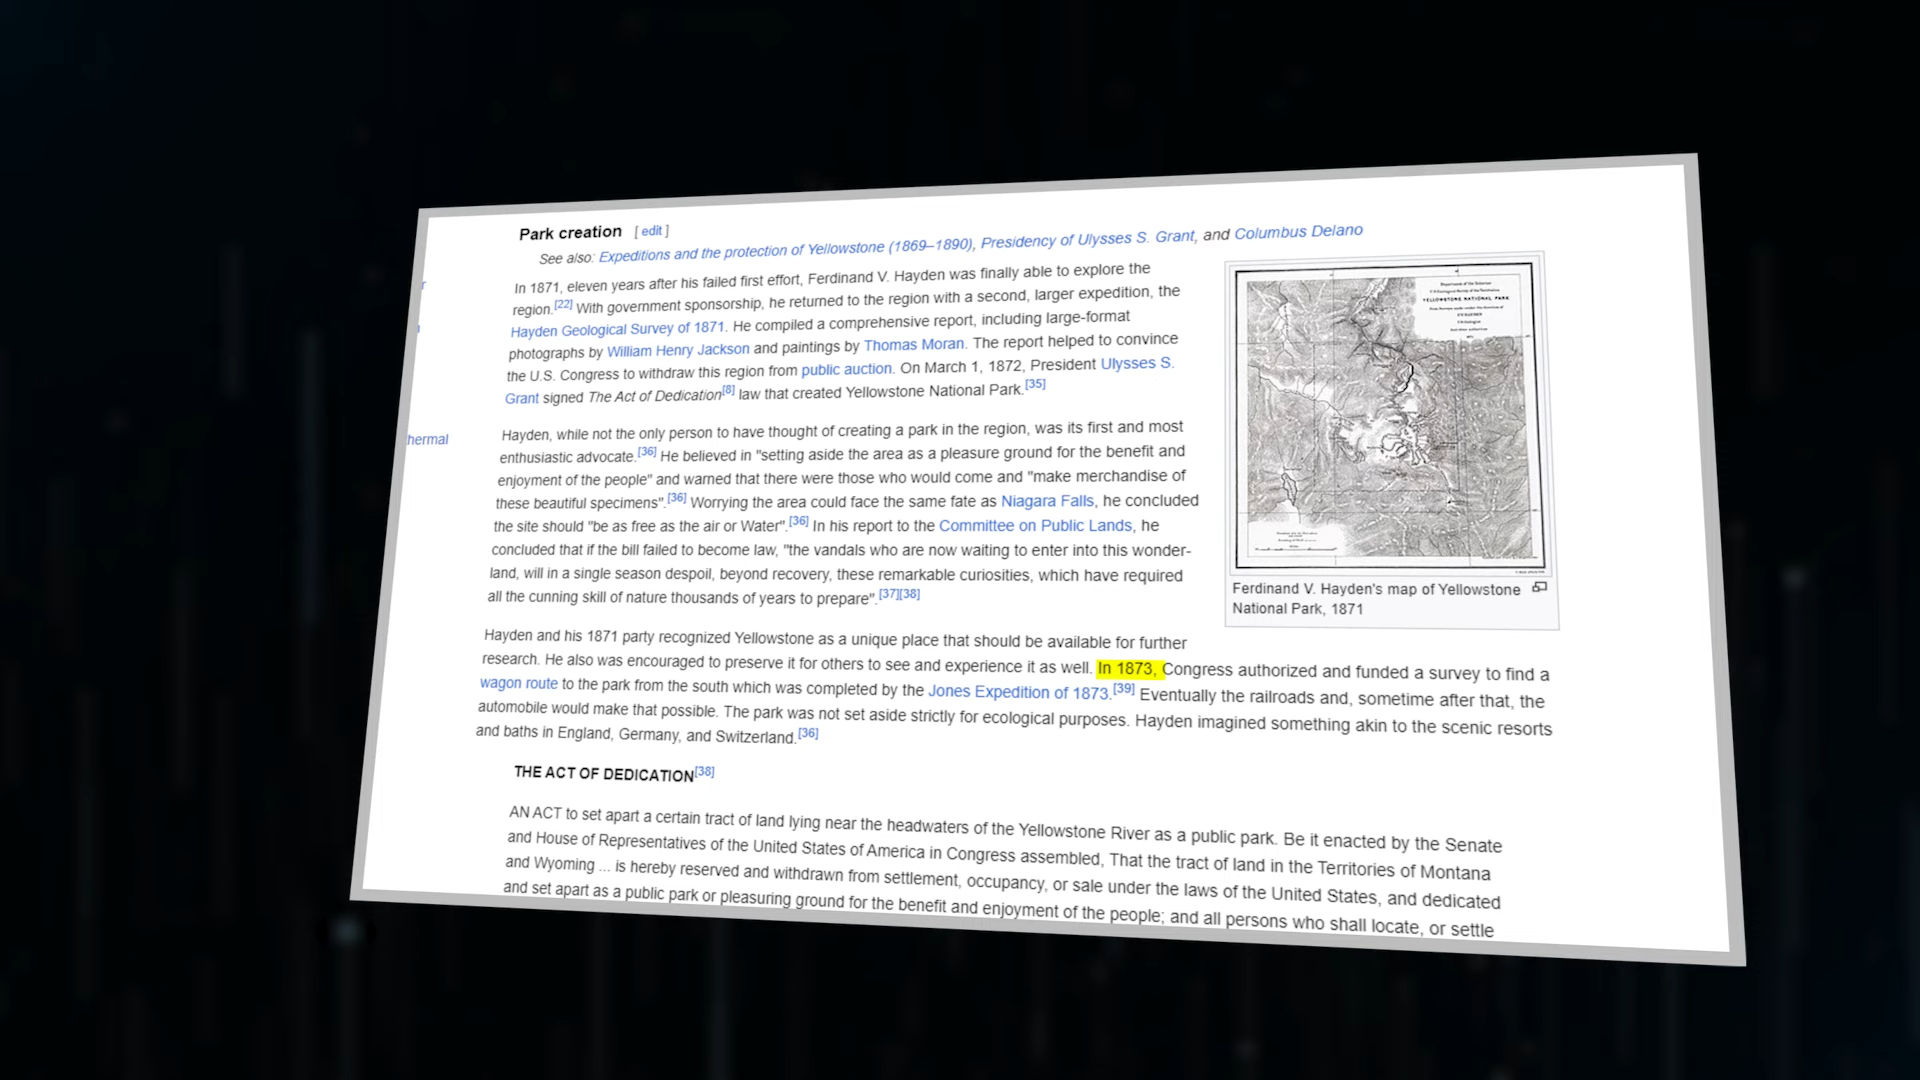 Park creation [ edit ]
See also: Expeditions and the protection of Yellowstone (1869–1890), Presidency of Ulysses S. Grant, and Columbus Delano
In 1871, eleven years after his failed first effort, Ferdinand V. Hayden was finally able to explore the
region.[22] With government sponsorship, he returned to the region with a second, larger expedition, the
Hayden Geological Survey of 1871. He compiled a comprehensive report, including large-format
photographs by William Henry Jackson and paintings by Thomas Moran. The report helped to convince
the U.S. Congress to withdraw this region from public auction. On March 1, 1872, President Ulysses S.
Grant signed The Act of Dedication[8] law that created Yellowstone National Park.[35]
hermal
Hayden, while not the only person to have thought of creating a park in the region, was its first and most
enthusiastic advocate.[36] He believed in "setting aside the area as a pleasure ground for the benefit and
enjoyment of the people" and warned that there were those who would come and "make merchandise of
these beautiful specimens".[36] Worrying the area could face the same fate as Niagara Falls, he concluded
the site should "be as free as the air or Water".[36] In his report to the Committee on Public Lands, he
concluded that if the bill failed to become law, "the vandals who are now waiting to enter into this wonder-
land, will in a single season despoil, beyond recovery, these remarkable curiosities, which have required
all the cunning skill of nature thousands of years to prepare".[37][38]
YELLOWSTONE NATIONAL PARK
Ferdinand V. Hayden's map of Yellowstone
National Park, 1871
Hayden and his 1871 party recognized Yellowstone as a unique place that should be available for further
research. He also was encouraged to preserve it for others to see and experience it as well. In 1873, Congress authorized and funded a survey to find a
wagon route to the park from the south which was completed by the Jones Expedition of 1873.[39] Eventually the railroads and, sometime after that, the
automobile would make that possible. The park was not set aside strictly for ecological purposes. Hayden imagined something akin to the scenic resorts
and baths in England, Germany, and Switzerland.[36]
THE ACT OF DEDICATION[38]
AN ACT to set apart a certain tract of land lying near the headwaters of the Yellowstone River as a public park. Be it enacted by the Senate
and House of Representatives of the United States of America in Congress assembled, That the tract of land in the Territories of Montana
and Wyoming ... is hereby reserved and withdrawn from settlement, occupancy, or sale under the laws of the United States, and dedicated
and set apart as a public park or pleasuring ground for the benefit and enjoyment of the people; and all persons who shall locate, or settle